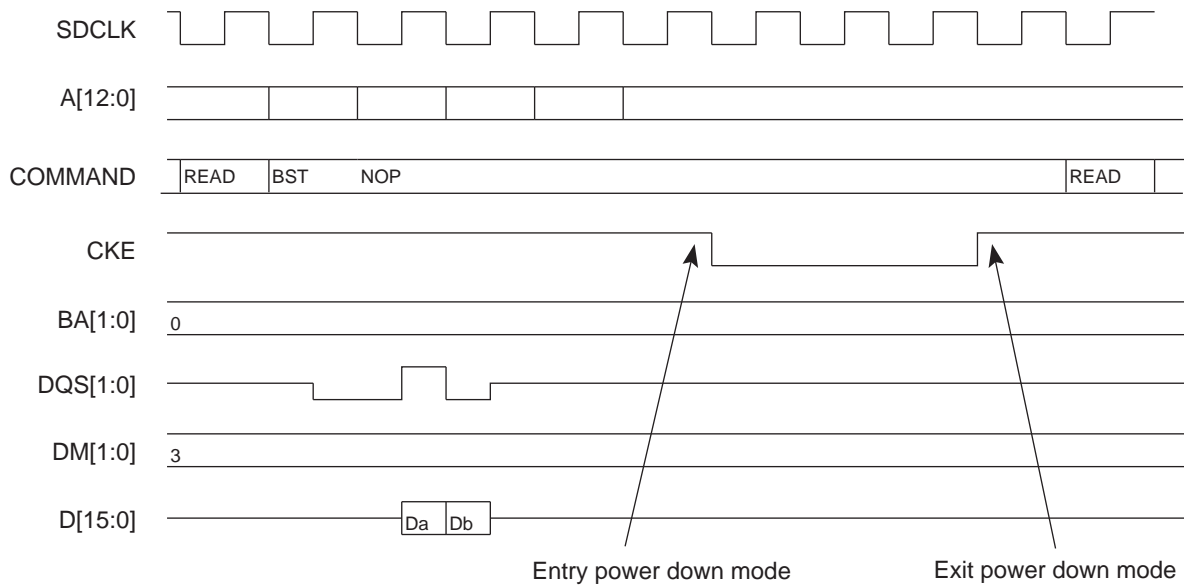 SDCLK
A[12:0]
COMMAND READ BST NOP READ
CKE
BA[1:0] 0
DQS[1:0]
DM[1:0] 3
D[15:0] Da Db
Entry power down mode Exit power down mode